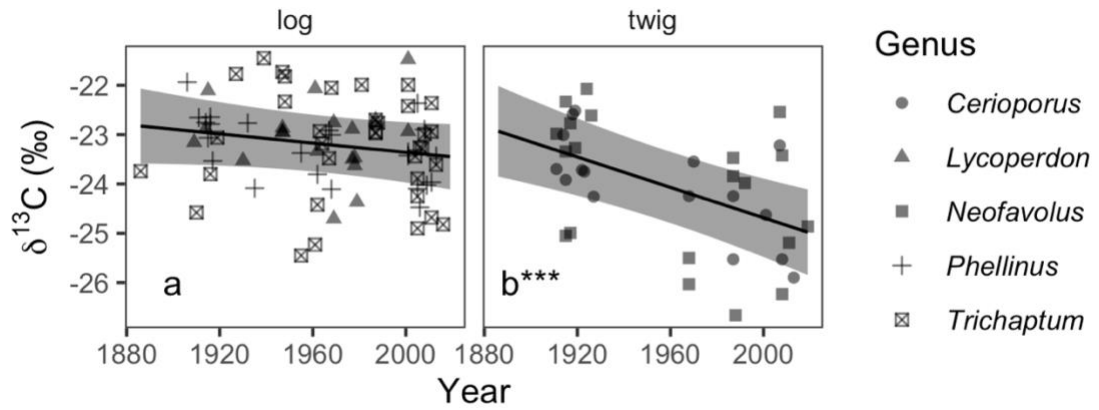 log
twig
Genus
-22
-23
-24
-25
-26
δ¹³C (‰)
a
b***
Cerioporus
Lycoperdon
Neofavolus
Phellinus
Trichaptum
1880 1920 1960 2000 1880 1920 1960 2000
Year